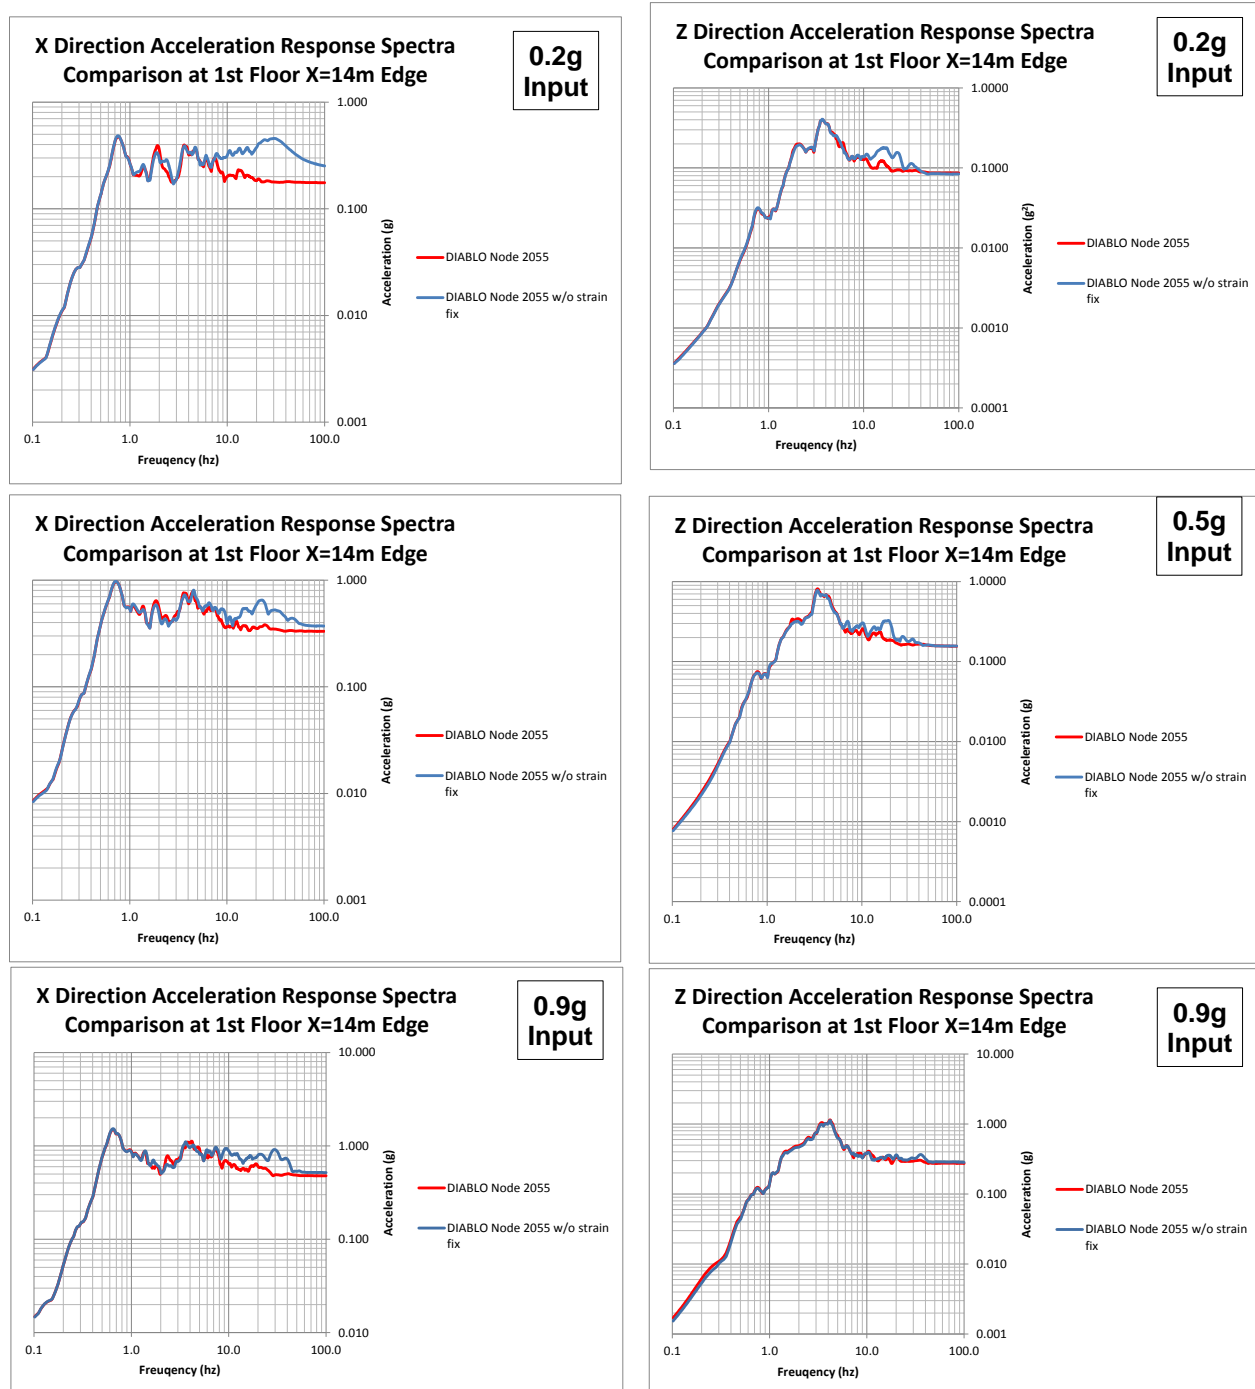 X Direction Acceleration Response Spectra
Comparison at 1st Floor X=14m Edge
0.2g
Input
1.000
0.100
0.010
0.001
0.1
1.0
10.0
100.0
Freuqency (hz)
Acceleration (g)
DIABLO Node 2055
DIABLO Node 2055 w/o strain
fix
Z Direction Acceleration Response Spectra
Comparison at 1st Floor X=14m Edge
0.2g
Input
1.0000
0.1000
0.0100
0.0010
0.0001
0.1
1.0
10.0
100.0
Freuqency (hz)
Acceleration (g²)
DIABLO Node 2055
DIABLO Node 2055 w/o strain
fix
X Direction Acceleration Response Spectra
Comparison at 1st Floor X=14m Edge
1.000
0.100
0.010
0.001
0.1
1.0
10.0
100.0
Freuqency (hz)
Acceleration (g)
DIABLO Node 2055
DIABLO Node 2055 w/o strain
fix
Z Direction Acceleration Response Spectra
Comparison at 1st Floor X=14m Edge
0.5g
Input
1.0000
0.1000
0.0100
0.0010
0.0001
0.1
1.0
10.0
100.0
Freuqency (hz)
Acceleration (g)
DIABLO Node 2055
DIABLO Node 2055 w/o strain
fix
X Direction Acceleration Response Spectra
Comparison at 1st Floor X=14m Edge
0.9g
Input
10.000
1.000
0.100
0.010
0.1
1.0
10.0
100.0
Freuqency (hz)
Acceleration (g)
DIABLO Node 2055
DIABLO Node 2055 w/o strain
fix
Z Direction Acceleration Response Spectra
Comparison at 1st Floor X=14m Edge
0.9g
Input
10.000
1.000
0.100
0.010
0.001
0.1
1.0
10.0
100.0
Freuqency (hz)
Acceleration (g)
DIABLO Node 2055
DIABLO Node 2055 w/o strain
fix